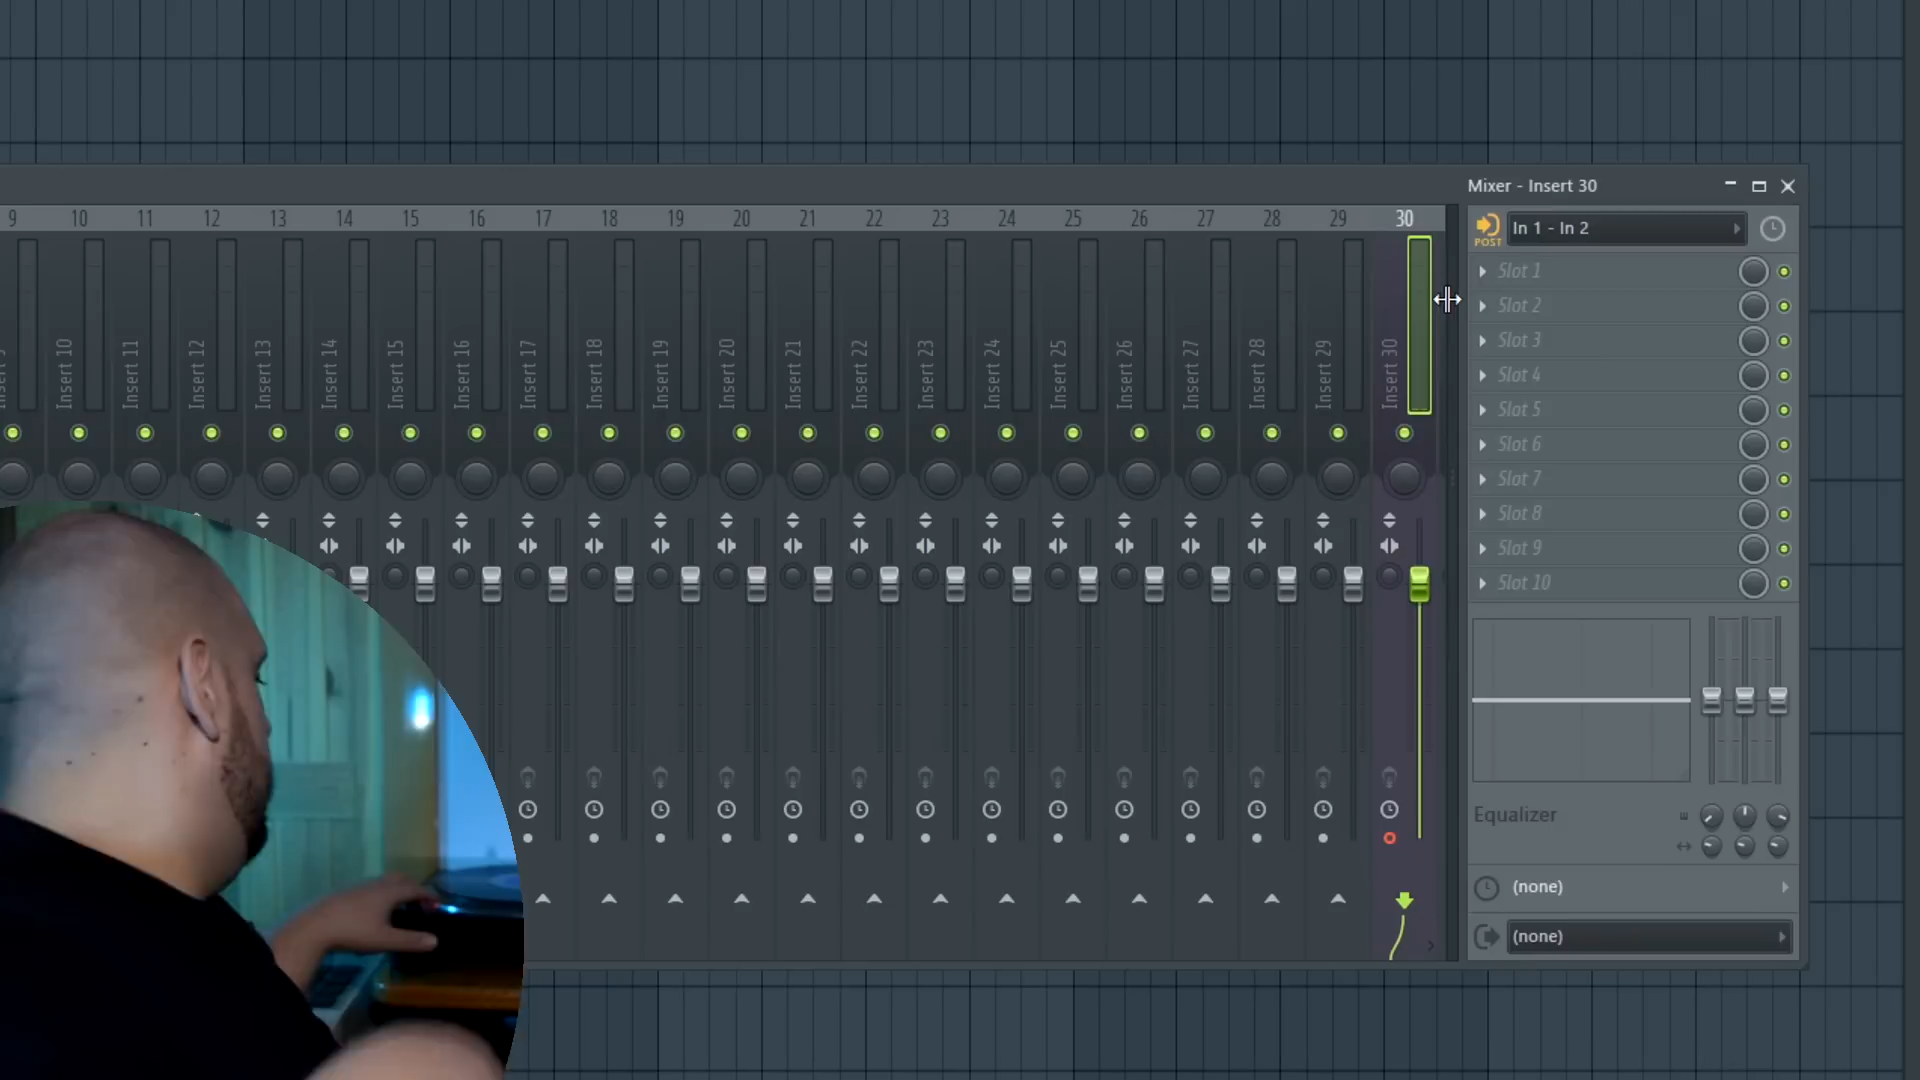 Mixer - Insert 30
9 10 11 12 13 14 15 16 17 18 19 20 21 22 23 24 25 26 27 28 29 30
POST
In 1 - In 2
Slot 1
Slot 2
Slot 3
Slot 4
Slot 5
Slot 6
Slot 7
Slot 8
Slot 9
Slot 10
Insert 10
Insert 11
Insert 12
Insert 13
Insert 14
Insert 15
Insert 16
Insert 17
Insert 18
Insert 19
Insert 20
Insert 21
Insert 22
Insert 23
Insert 24
Insert 25
Insert 26
Insert 27
Insert 28
Insert 29
Insert 30
Equalizer
(none)
(none)